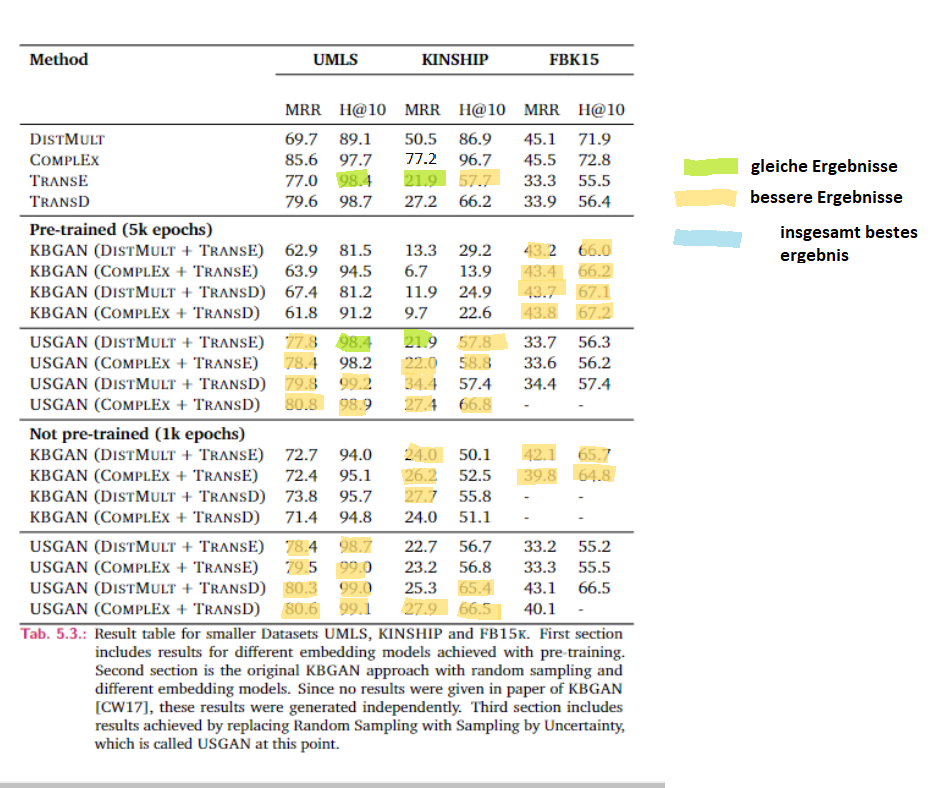 Method UMLS KINSHIP FBK15
MRR H@10 MRR H@10 MRR H@10
DISTMULT 69.7 89.1 50.5 86.9 45.1 71.9
COMPLEX 85.6 97.7 77.2 96.7 45.5 72.8
TRANSE 77.0 98.4 21.9 57.7 33.3 55.5
TRANSD 79.6 98.7 27.2 66.2 33.9 56.4
Pre-trained (5k epochs)
KBGAN (DISTMULT + TRANSE) 62.9 81.5 13.3 29.2 43.2 66.0
KBGAN (COMPLEX + TRANSE) 63.9 94.5 6.7 13.9 43.4 66.2
KBGAN (DISTMULT + TRANSD) 67.4 81.2 11.9 24.9 43.7 67.1
KBGAN (COMPLEX + TRANSD) 61.8 91.2 9.7 22.6 43.8 67.2
USGAN (DISTMULT + TRANSE) 77.8 98.4 21.9 57.8 33.7 56.3
USGAN (COMPLEX + TRANSE) 78.4 98.2 22.0 58.8 33.6 56.2
USGAN (DISTMULT + TRANSD) 79.8 99.2 34.4 57.4 34.4 57.4
USGAN (COMPLEX + TRANSD) 80.8 98.9 27.4 66.8 - -
Not pre-trained (1k epochs)
KBGAN (DISTMULT + TRANSE) 72.7 94.0 24.0 50.1 42.1 65.7
KBGAN (COMPLEX + TRANSE) 72.4 95.1 26.2 52.5 39.8 64.8
KBGAN (DISTMULT + TRANSD) 73.8 95.7 27.7 55.8 - -
KBGAN (COMPLEX + TRANSD) 71.4 94.8 24.0 51.1 - -
USGAN (DISTMULT + TRANSE) 78.4 98.7 22.7 56.7 33.2 55.2
USGAN (COMPLEX + TRANSE) 79.5 99.0 23.2 56.8 33.3 55.5
USGAN (DISTMULT + TRANSD) 80.3 99.0 25.3 65.4 43.1 66.5
USGAN (COMPLEX + TRANSD) 80.6 99.1 27.9 66.5 40.1 -
Tab. 5.3.: Result table for smaller Datasets UMLS, KINSHIP and FB15K. First section
includes results for different embedding models achieved with pre-training.
Second section is the original KBGAN approach with random sampling and
different embedding models. Since no results were given in paper of KBGAN
[CW17], these results were generated independently. Third section includes
results achieved by replacing Random Sampling with Sampling by Uncertainty,
which is called USGAN at this point.
gleiche Ergebnisse
bessere Ergebnisse
insgesamt bestes
ergebnis